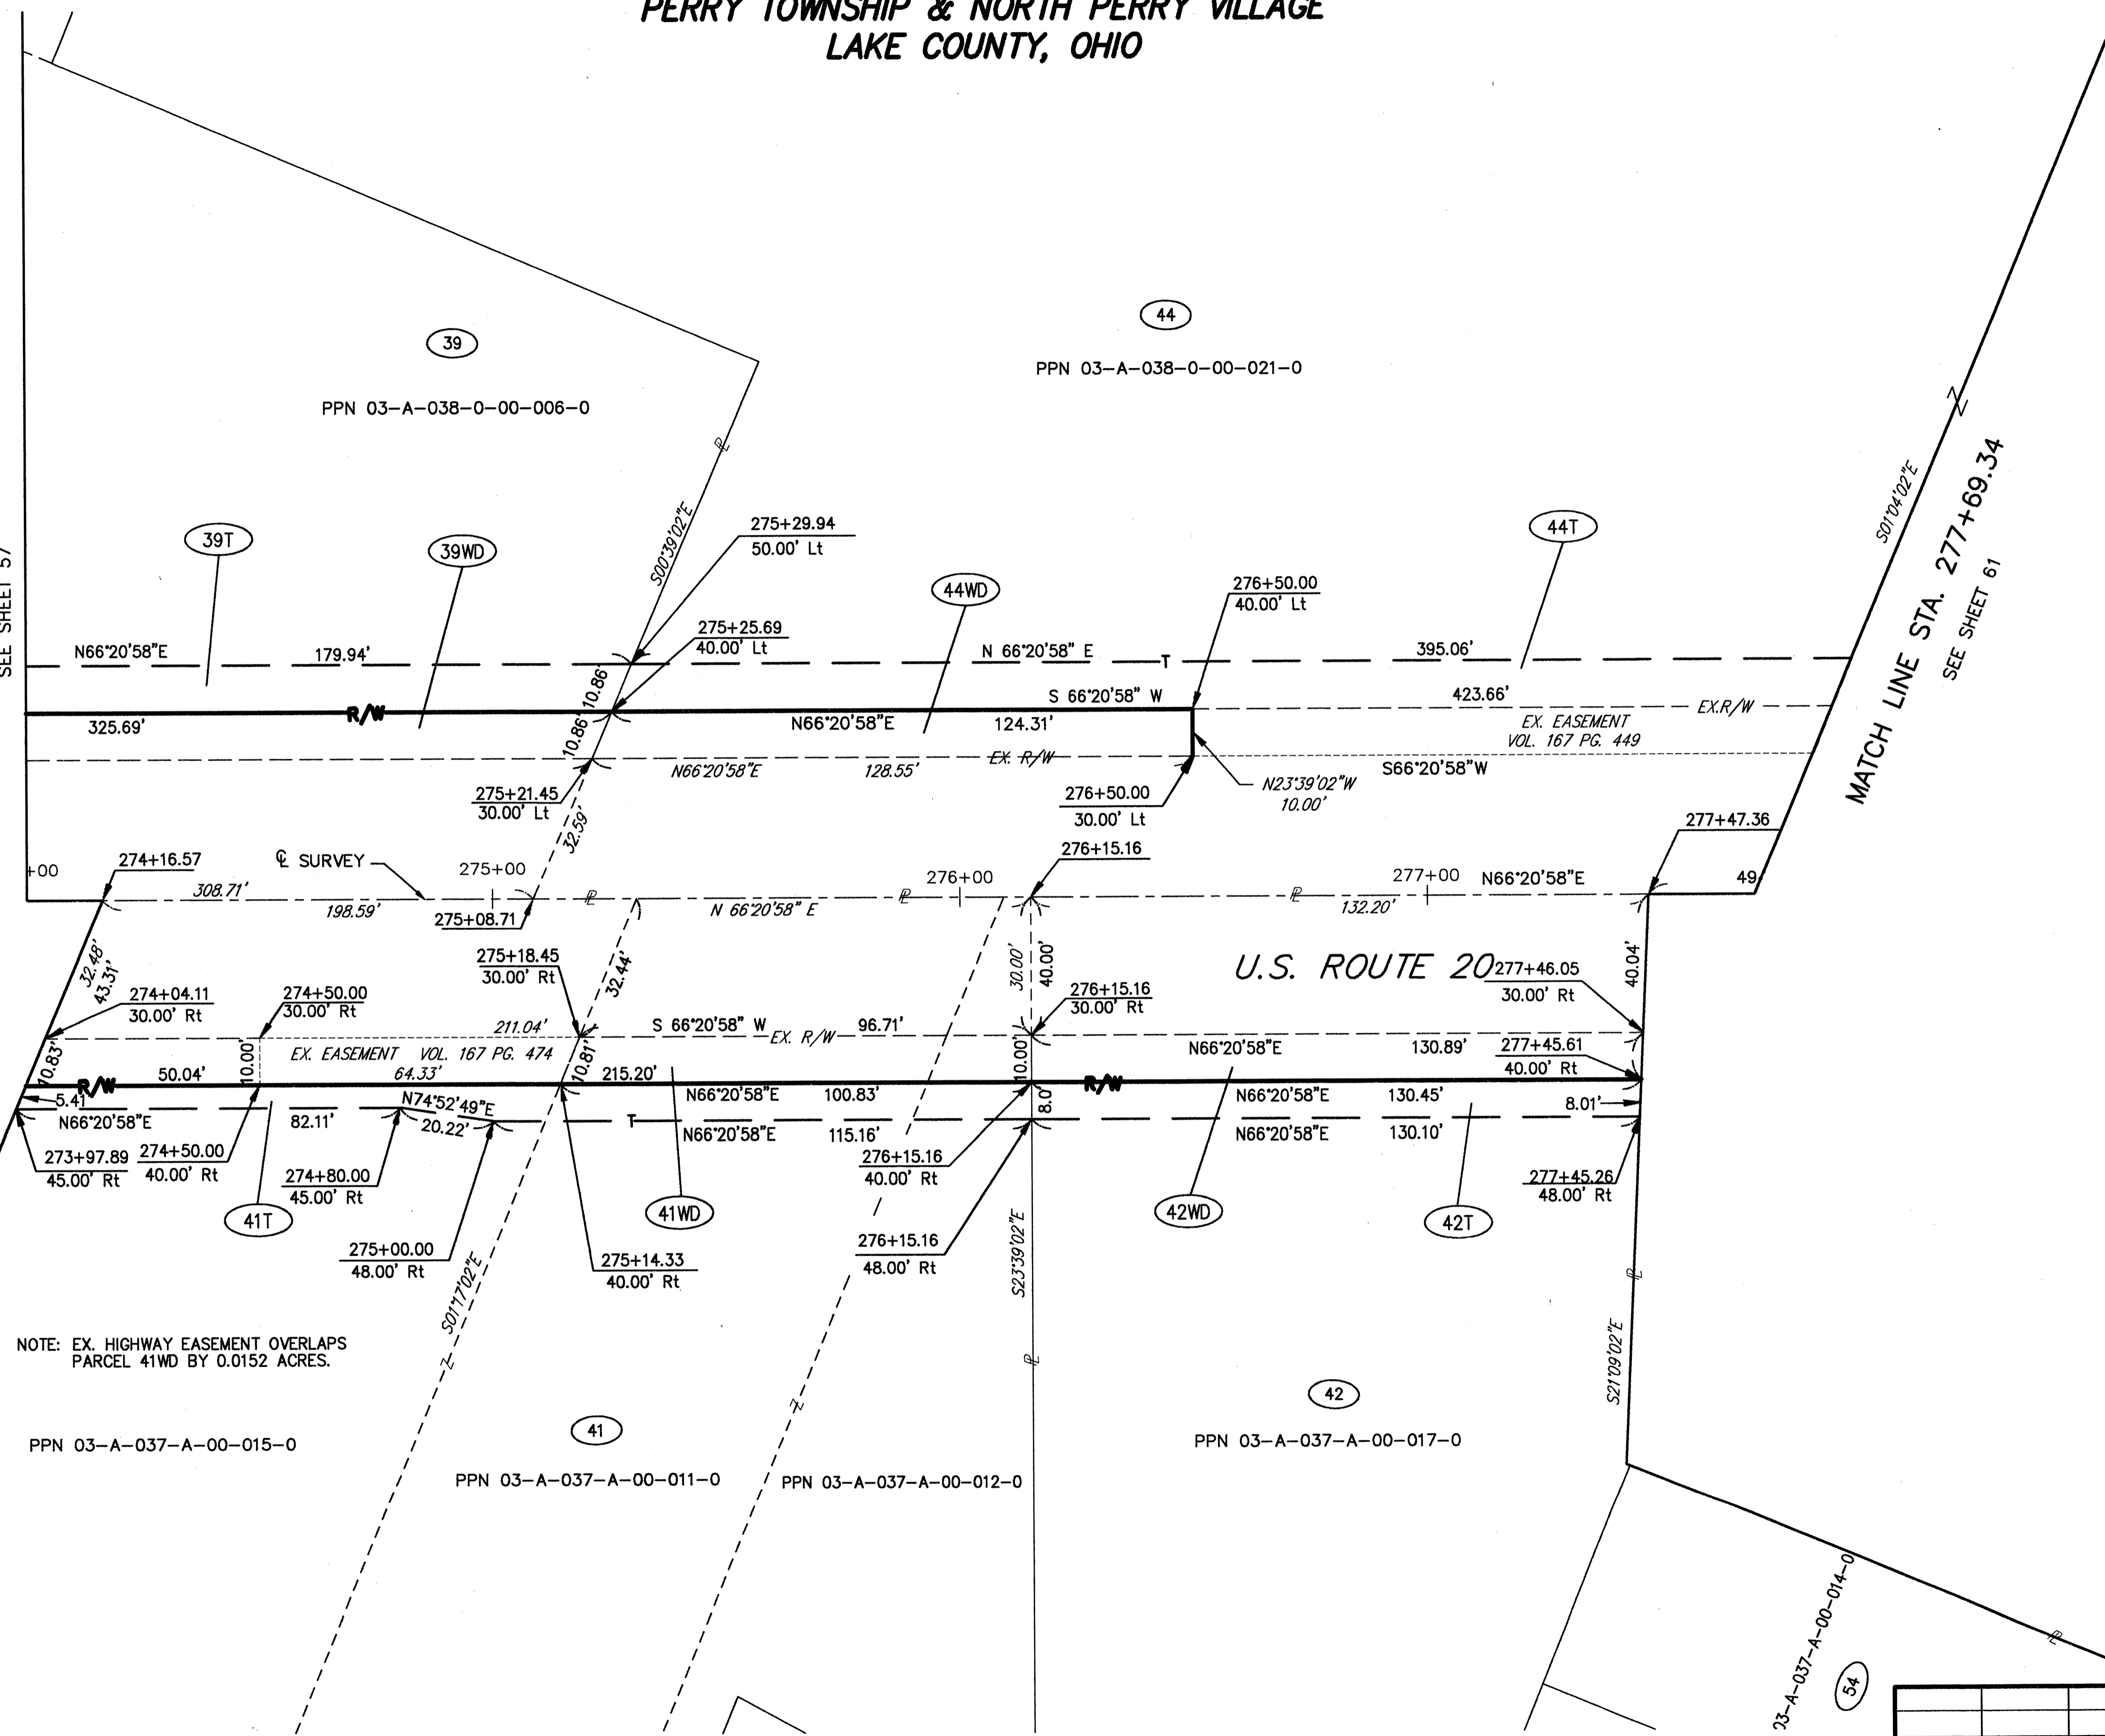 PERRY TOWNSHIP & NORTH PERRY VILLAGE
LAKE COUNTY, OHIO
39
PPN 03-A-038-0-00-006-0
44
PPN 03-A-038-0-00-021-0
SEE SHEET 57
MATCH LINE STA. 277+69.34
SEE SHEET 61
S01°04'02"E
S00°39'02"E
39T
39WD
44WD
44T
275+29.94
50.00' Lt
275+25.69
40.00' Lt
276+50.00
40.00' Lt
N66°20'58"E
179.94'
N 66°20'58" E
T
395.06'
10.86'
325.69'
R/W
S 66°20'58" W
N66°20'58"E
124.31'
423.66'
EX.R/W
EX. EASEMENT
VOL. 167 PG. 449
10.86'
N66°20'58"E
128.55'
EX. R/W
S66°20'58"W
N23°39'02"W
10.00'
275+21.45
30.00' Lt
276+50.00
30.00' Lt
32.59'
277+47.36
+00
274+16.57
℄ SURVEY
275+00
276+15.16
276+00
277+00
N66°20'58"E
49
308.71'
198.59'
275+08.71
N 66°20'58" E
132.20'
32.48'
43.31'
275+18.45
30.00' Rt
32.44'
30.00'
40.00'
U.S. ROUTE 20
277+46.05
30.00' Rt
40.04'
274+04.11
30.00' Rt
274+50.00
30.00' Rt
276+15.16
30.00' Rt
211.04'
S 66°20'58" W
EX. R/W
96.71'
10.83'
10.00'
EX. EASEMENT VOL. 167 PG. 474
10.81'
10.00'
N66°20'58"E
130.89'
277+45.61
40.00' Rt
R/W
50.04'
64.33'
215.20'
R/W
5.41
N74°52'49"E
N66°20'58"E
100.83'
8.0'
N66°20'58"E
130.45'
8.01'
N66°20'58"E
82.11'
20.22'
T
N66°20'58"E
115.16'
N66°20'58"E
130.10'
273+97.89
45.00' Rt
274+50.00
40.00' Rt
274+80.00
45.00' Rt
276+15.16
40.00' Rt
277+45.26
48.00' Rt
41T
41WD
42WD
42T
275+00.00
48.00' Rt
275+14.33
40.00' Rt
276+15.16
48.00' Rt
S01°17'02"E
S23°39'02"E
S21°09'02"E
NOTE: EX. HIGHWAY EASEMENT OVERLAPS
PARCEL 41WD BY 0.0152 ACRES.
PPN 03-A-037-A-00-015-0
41
PPN 03-A-037-A-00-011-0
PPN 03-A-037-A-00-012-0
42
PPN 03-A-037-A-00-017-0
03-A-037-A-00-014-0
54